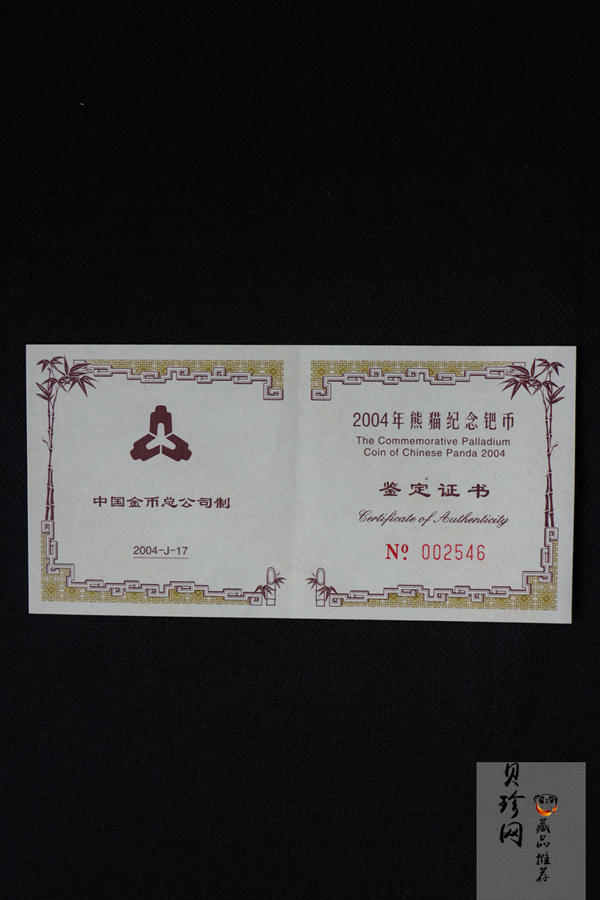 中国金币总公司制
2004-J-17
2004年熊猫纪念钯币
The Commemorative Palladium
Coin of Chinese Panda 2004
鉴定证书
Certificate of Authenticity
Nº 002546
贝珍网
藏品推荐